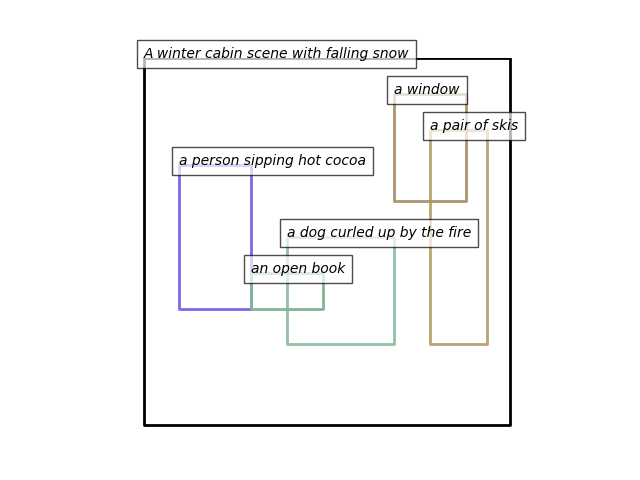 A winter cabin scene with falling snow
a window
a pair of skis
a person sipping hot cocoa
a dog curled up by the fire
an open book